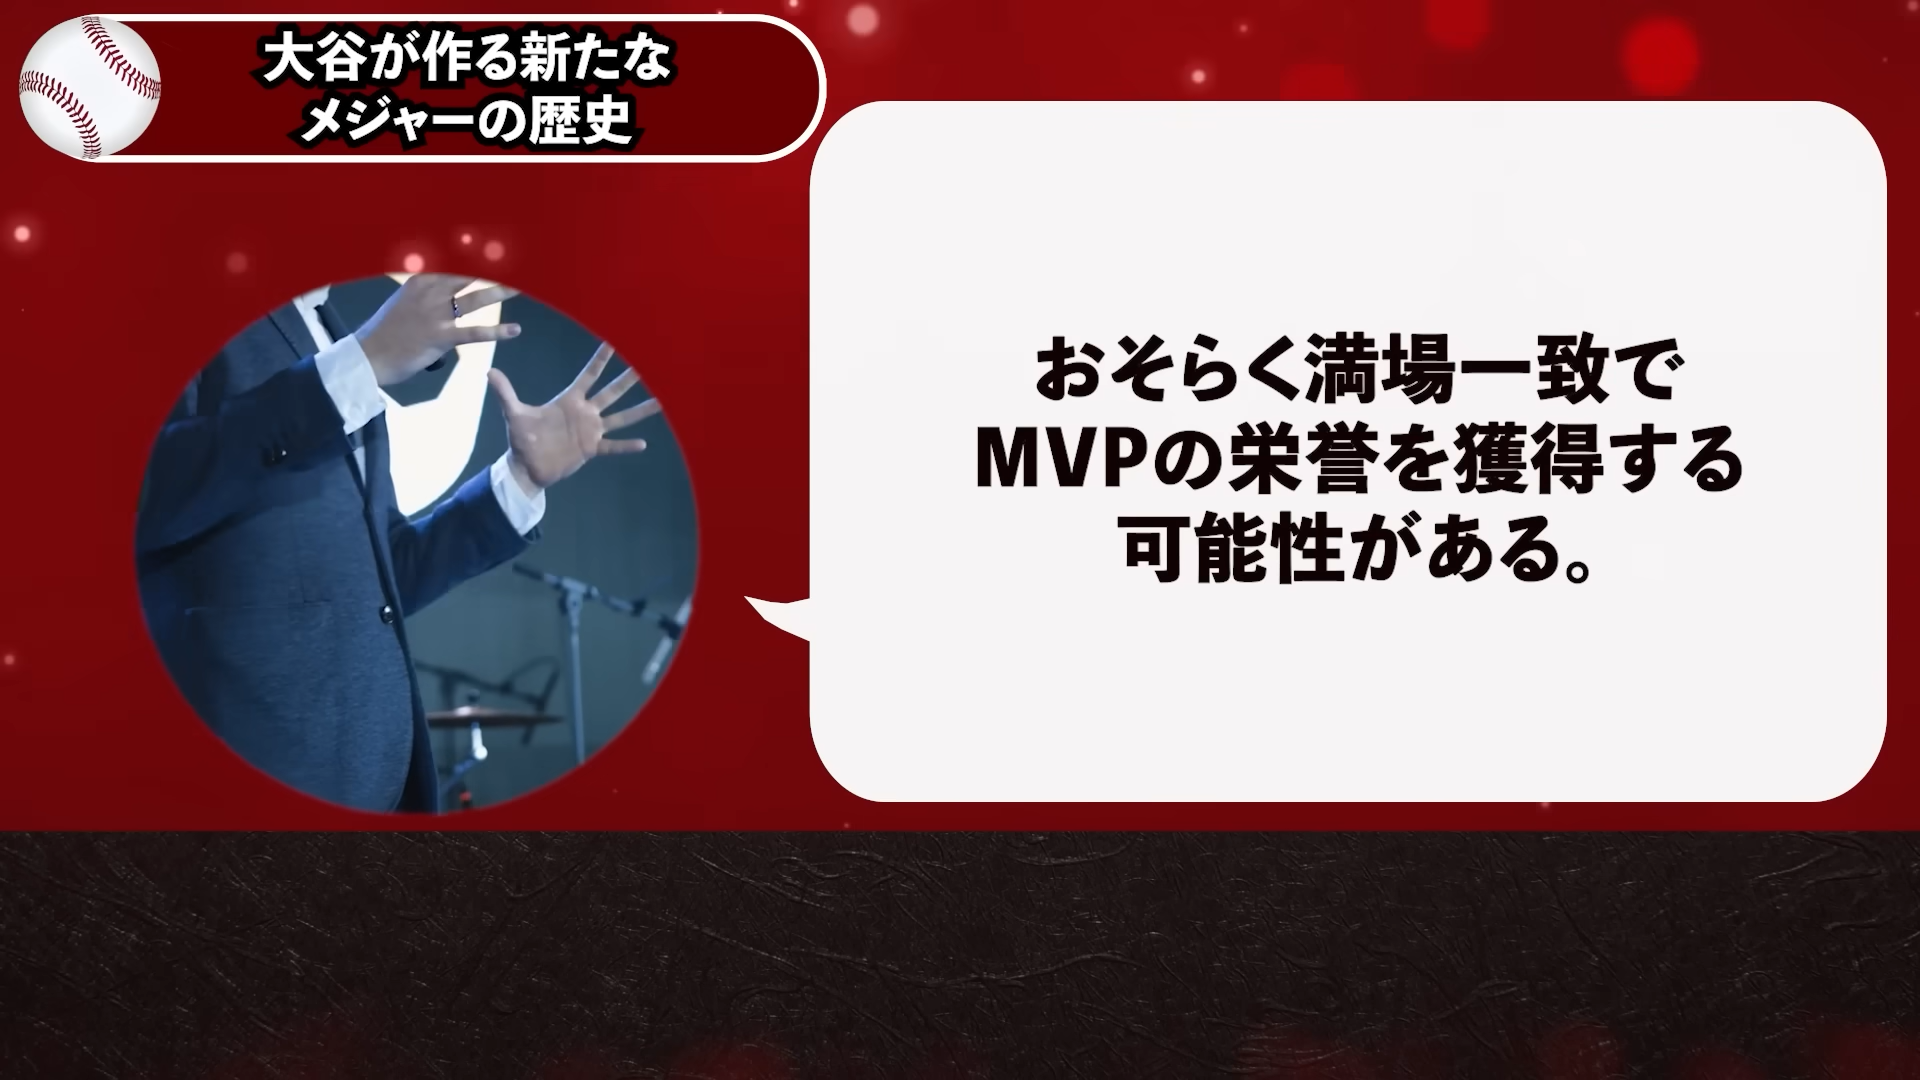 大谷が作る新たな
メジャーの歴史
おそらく満場一致で
MVPの栄誉を獲得する
可能性がある。